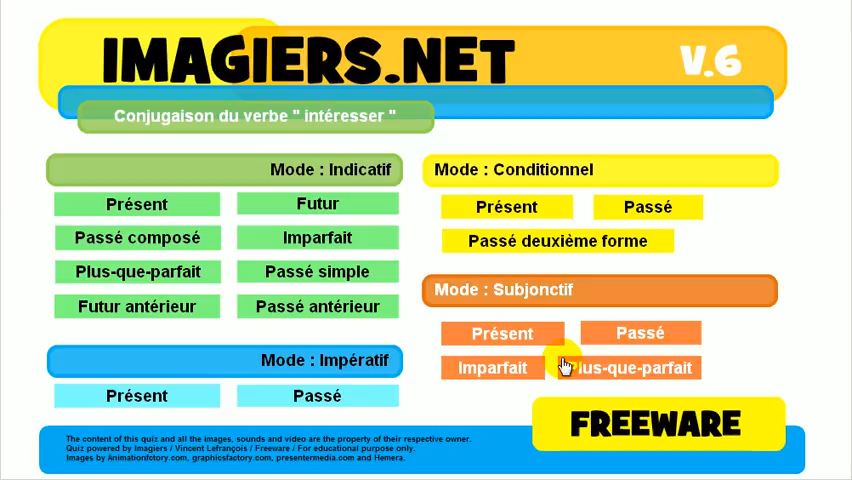 IMAGIERS.NET
V.6
Conjugaison du verbe " intéresser "
Mode : Indicatif
Présent
Futur
Passé composé
Imparfait
Plus-que-parfait
Passé simple
Futur antérieur
Passé antérieur
Mode : Impératif
Présent
Passé
Mode : Conditionnel
Présent
Passé
Passé deuxième forme
Mode : Subjonctif
Présent
Passé
Imparfait
Plus-que-parfait
FREEWARE
The content of this quiz and all the images, sounds and video are the property of their respective owner.
Quiz powered by Imagiers / Vincent Lefrançois / Freeware / For educational purpose only.
Images by Animationfctory.com, graphicsfactory.com, presentermedia.com and Hemera.